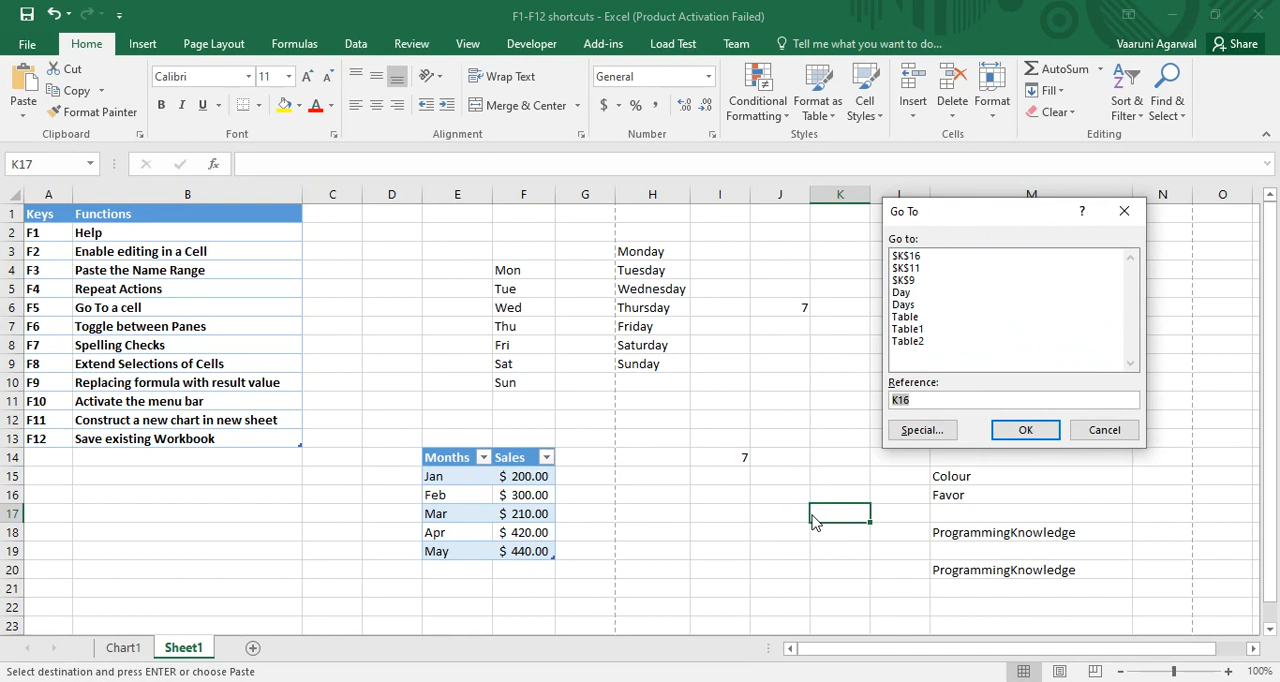 F1-F12 shortcuts - Excel (Product Activation Failed)
File Home Insert Page Layout Formulas Data Review View Developer Add-ins Load Test Team Tell me what you want to do... Vaaruni Agarwal Share
Paste
Cut
Copy
Format Painter
Clipboard
Calibri 11
B I U
Font
Wrap Text
Merge & Center
Alignment
General
$ % ,
Number
Conditional Formatting
Format as Table
Cell Styles
Styles
Insert Delete Format
Cells
AutoSum
Fill
Clear
Sort & Filter
Find & Select
Editing
K17 fx
A B C D E F G H I J K L M N O
1 Keys Functions
2 F1 Help
3 F2 Enable editing in a Cell Monday
4 F3 Paste the Name Range Mon Tuesday
5 F4 Repeat Actions Tue Wednesday
6 F5 Go To a cell Wed Thursday 7
7 F6 Toggle between Panes Thu Friday
8 F7 Spelling Checks Fri Saturday
9 F8 Extend Selections of Cells Sat Sunday
10 F9 Replacing formula with result value Sun
11 F10 Activate the menu bar
12 F11 Construct a new chart in new sheet
13 F12 Save existing Workbook
14 Months Sales 7
15 Jan $ 200.00 Colour
16 Feb $ 300.00 Favor
17 Mar $ 210.00
18 Apr $ 420.00 ProgrammingKnowledge
19 May $ 440.00
20 ProgrammingKnowledge
21
22
23
Go To ?
Go to:
$K$16
$K$11
$K$9
Day
Days
Table
Table1
Table2
Reference:
K16
Special... OK Cancel
Chart1 Sheet1
Select destination and press ENTER or choose Paste 100%